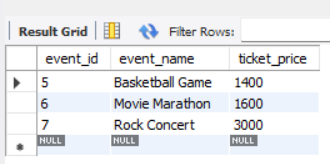 Result Grid Filter Rows:
event_id event_name ticket_price
5 Basketball Game 1400
6 Movie Marathon 1600
7 Rock Concert 3000
NULL NULL NULL